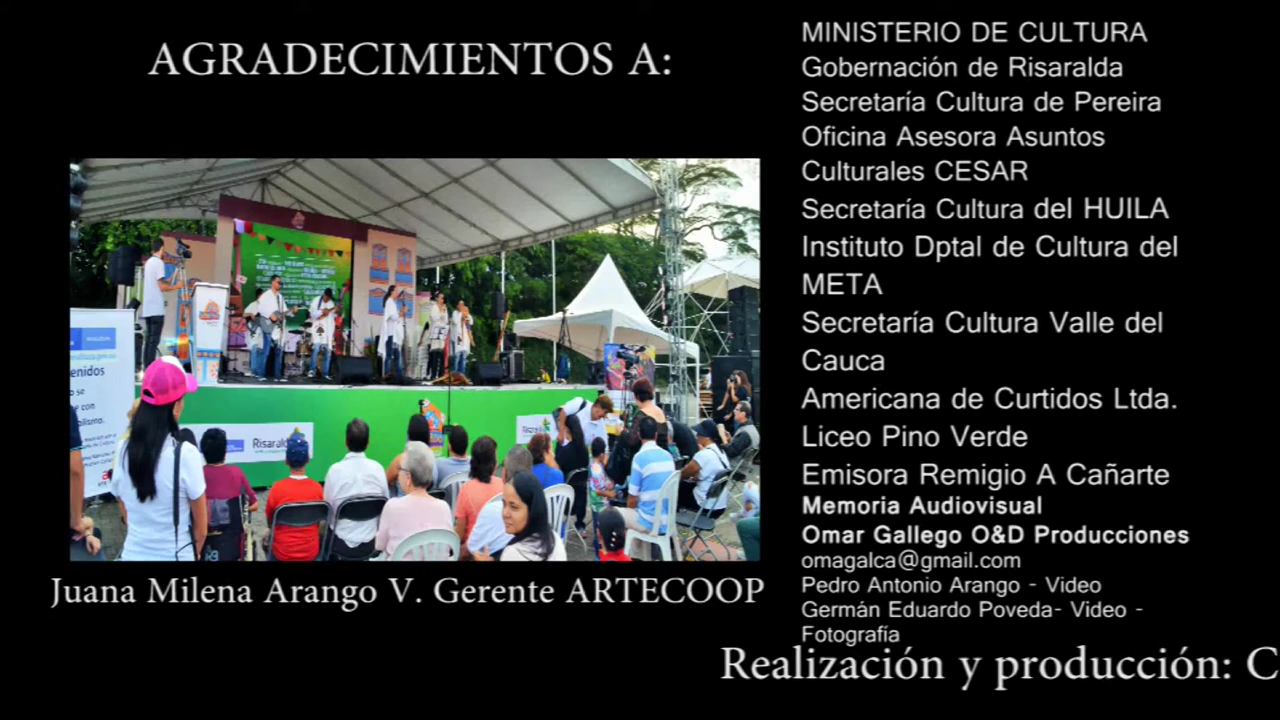 AGRADECIMIENTOS A:
MINISTERIO DE CULTURA
Gobernación de Risaralda
Secretaría Cultura de Pereira
Oficina Asesora Asuntos
Culturales CESAR
Secretaría Cultura del HUILA
Instituto Dptal de Cultura del
META
Secretaría Cultura Valle del
Cauca
Americana de Curtidos Ltda.
Liceo Pino Verde
Emisora Remigio A Cañarte
Memoria Audiovisual
Omar Gallego O&D Producciones
omagalca@gmail.com
Pedro Antonio Arango - Video
Germán Eduardo Poveda- Video -
Fotografía
enidos
o se
e con
Juana Milena Arango V. Gerente ARTECOOP
Realización y producción: C